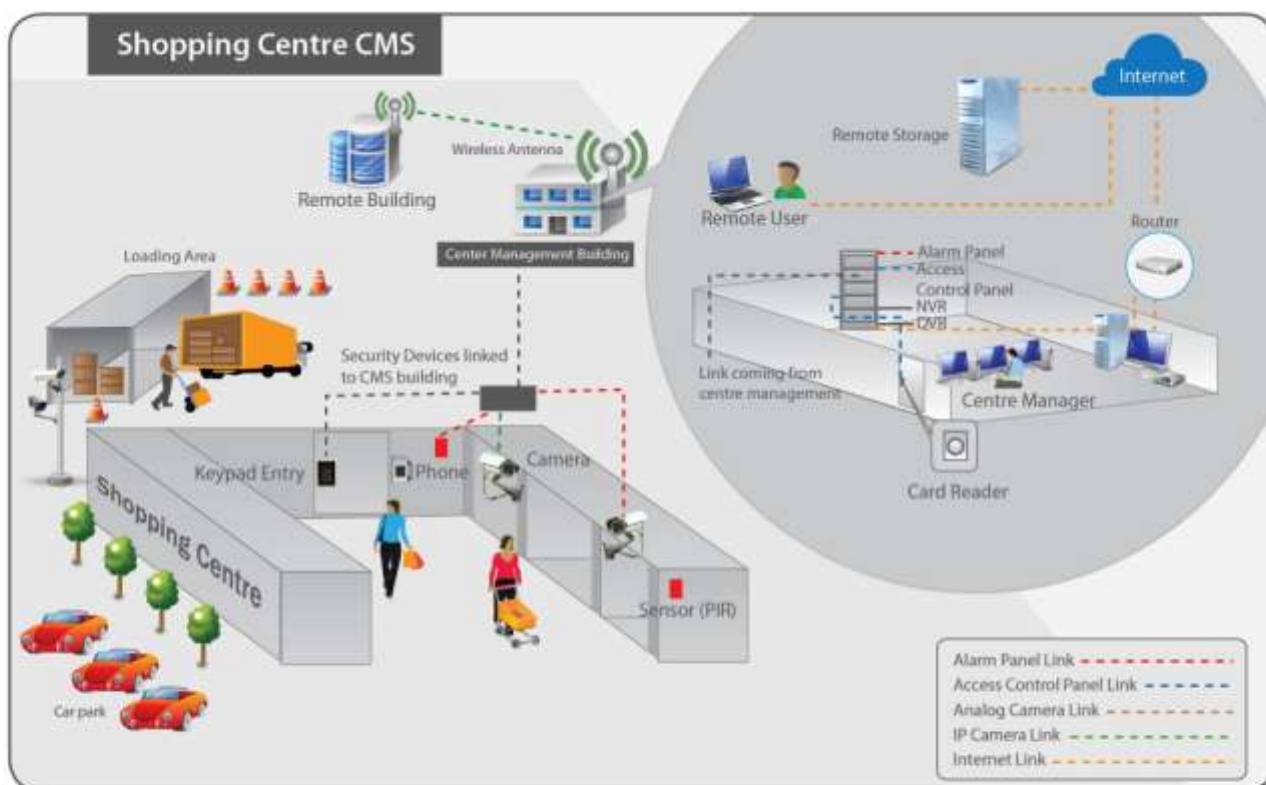 Shopping Centre CMS
Internet
Remote Storage
Wireless Antenna
Remote Building
Remote User
Router
Center Management Building
Loading Area
Alarm Panel
Access
Control Panel
NVR
DVR
Security Devices linked
to CMS building
Link coming from
centre management
Centre Manager
Keypad Entry
Phone
Camera
Card Reader
Shopping Centre
Sensor (PIR)
Car park
Alarm Panel Link
Access Control Panel Link
Analog Camera Link
IP Camera Link
Internet Link